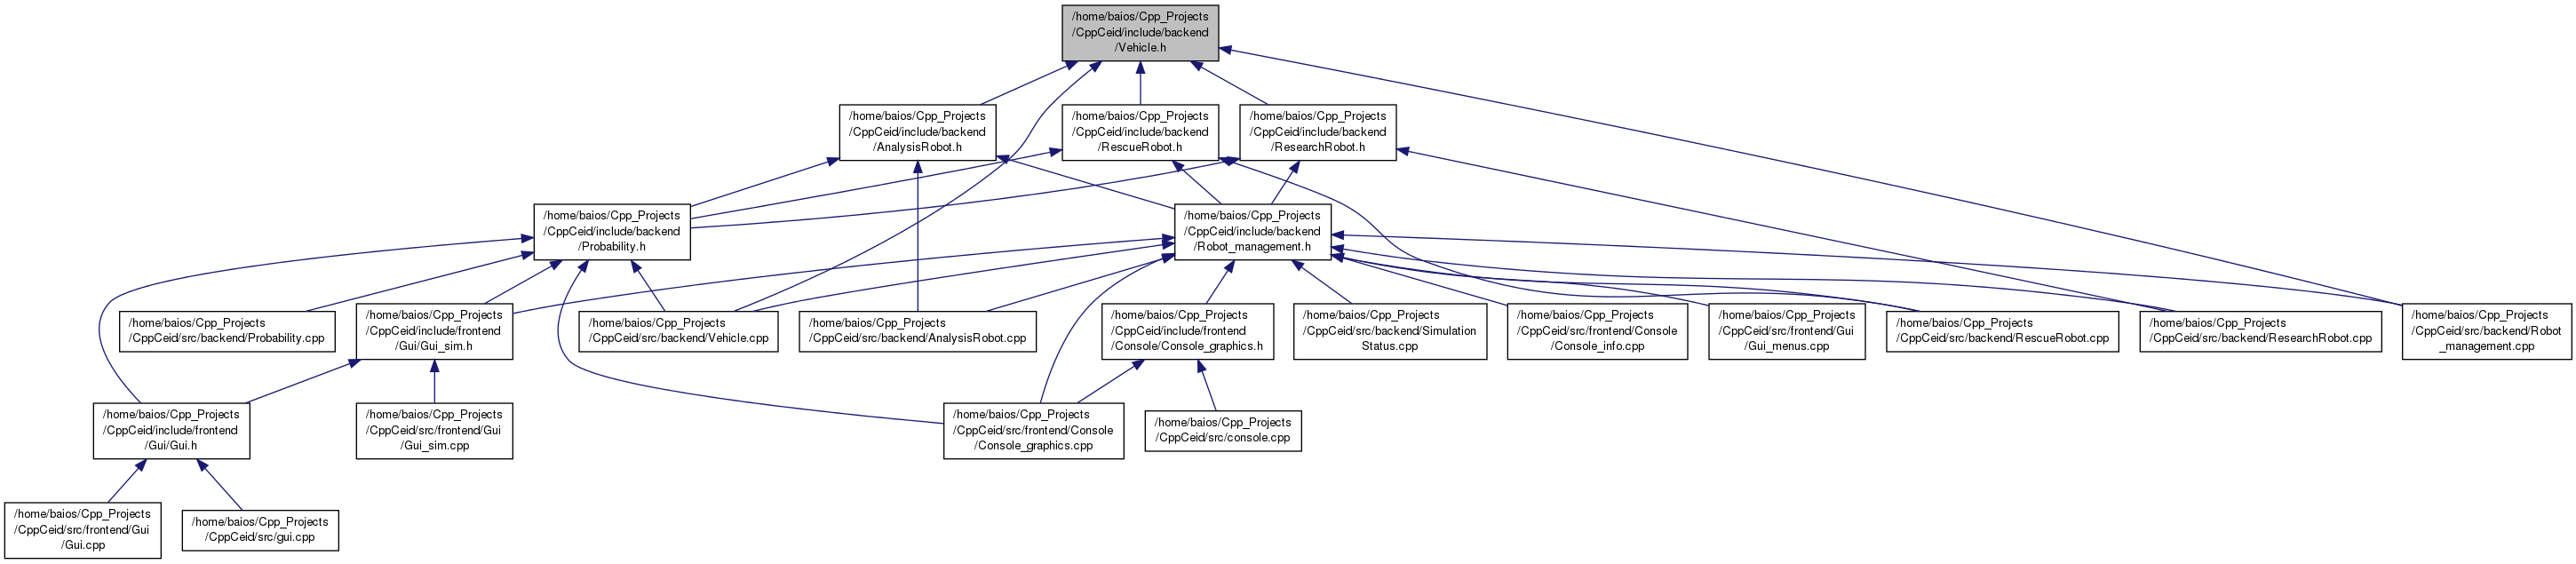 /home/baios/Cpp_Projects
/CppCeid/include/backend
/Vehicle.h
/home/baios/Cpp_Projects
/CppCeid/include/backend
/AnalysisRobot.h
/home/baios/Cpp_Projects
/CppCeid/include/backend
/RescueRobot.h
/home/baios/Cpp_Projects
/CppCeid/include/backend
/ResearchRobot.h
/home/baios/Cpp_Projects
/CppCeid/include/backend
/Probability.h
/home/baios/Cpp_Projects
/CppCeid/include/backend
/Robot_management.h
/home/baios/Cpp_Projects
/CppCeid/src/backend/Probability.cpp
/home/baios/Cpp_Projects
/CppCeid/include/frontend
/Gui/Gui_sim.h
/home/baios/Cpp_Projects
/CppCeid/src/backend/Vehicle.cpp
/home/baios/Cpp_Projects
/CppCeid/src/backend/AnalysisRobot.cpp
/home/baios/Cpp_Projects
/CppCeid/include/frontend
/Console/Console_graphics.h
/home/baios/Cpp_Projects
/CppCeid/src/backend/Simulation
Status.cpp
/home/baios/Cpp_Projects
/CppCeid/src/frontend/Console
/Console_info.cpp
/home/baios/Cpp_Projects
/CppCeid/src/frontend/Gui
/Gui_menus.cpp
/home/baios/Cpp_Projects
/CppCeid/src/backend/RescueRobot.cpp
/home/baios/Cpp_Projects
/CppCeid/src/backend/ResearchRobot.cpp
/home/baios/Cpp_Projects
/CppCeid/src/backend/Robot
_management.cpp
/home/baios/Cpp_Projects
/CppCeid/include/frontend
/Gui/Gui.h
/home/baios/Cpp_Projects
/CppCeid/src/frontend/Gui
/Gui_sim.cpp
/home/baios/Cpp_Projects
/CppCeid/src/frontend/Console
/Console_graphics.cpp
/home/baios/Cpp_Projects
/CppCeid/src/console.cpp
/home/baios/Cpp_Projects
/CppCeid/src/frontend/Gui
/Gui.cpp
/home/baios/Cpp_Projects
/CppCeid/src/gui.cpp